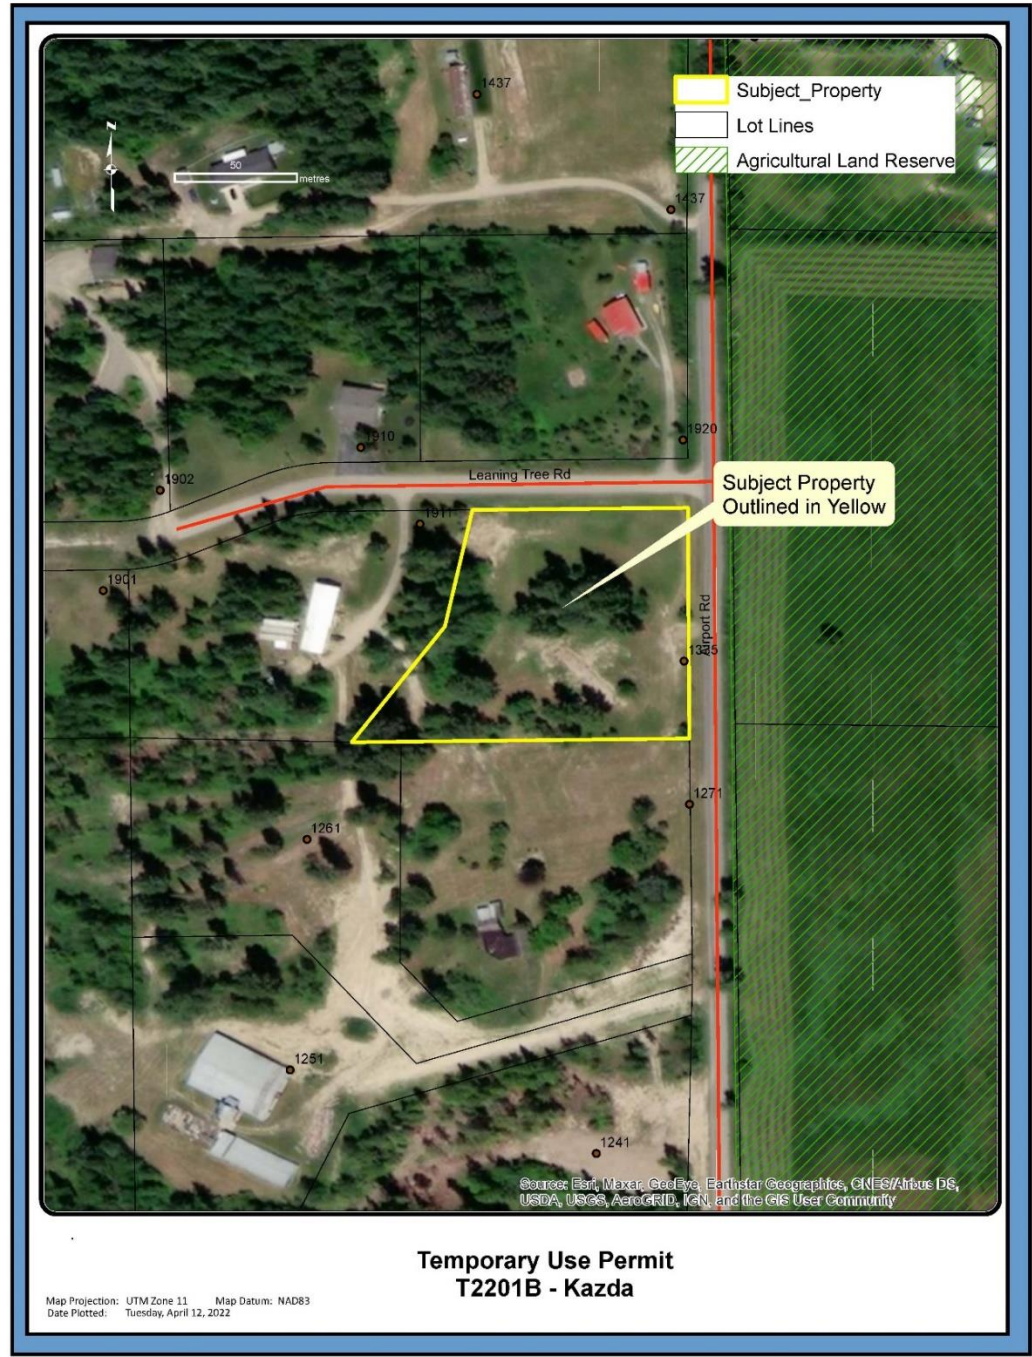 1437
Subject_Property
Lot Lines
Agricultural Land Reserve
N
50
metres
1437
1920
1910
Leaning Tree Rd
1902
Subject Property
Outlined in Yellow
1911
1901
Airport Rd
1271
1261
1251
1241
Source: Esri, Maxar, GeoEye, Earthstar Geographics, CNES/Airbus DS,
USDA, USGS, AeroGRID, IGN, and the GIS User Community
Temporary Use Permit
T2201B - Kazda
Map Projection: UTM Zone 11 Map Datum: NAD83
Date Plotted: Tuesday, April 12, 2022